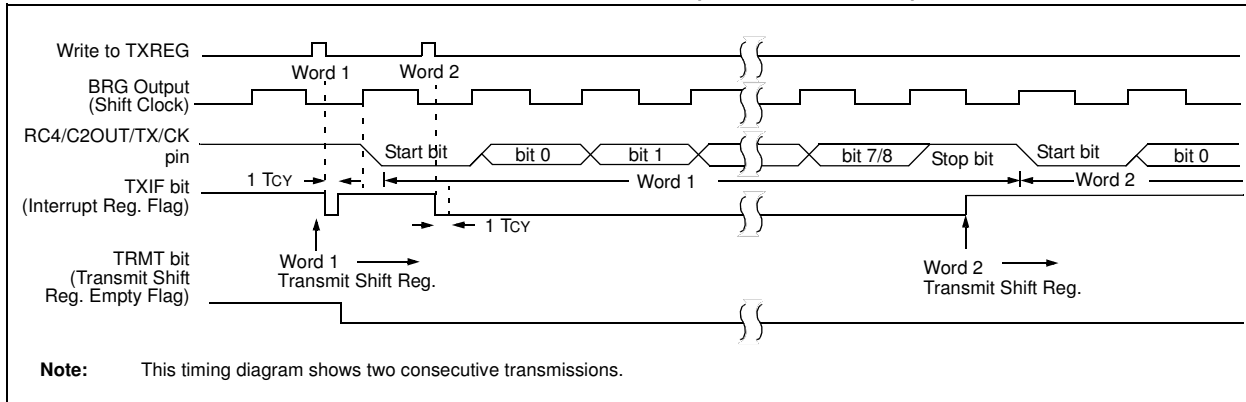 Write to TXREG
Word 1
Word 2
BRG Output
(Shift Clock)
RC4/C2OUT/TX/CK
pin
Start bit
bit 0
bit 1
bit 7/8
Stop bit
Start bit
bit 0
1 TCY
Word 1
Word 2
TXIF bit
(Interrupt Reg. Flag)
1 TCY
Word 1
Transmit Shift Reg.
Word 2
Transmit Shift Reg.
TRMT bit
(Transmit Shift
Reg. Empty Flag)
Note: This timing diagram shows two consecutive transmissions.